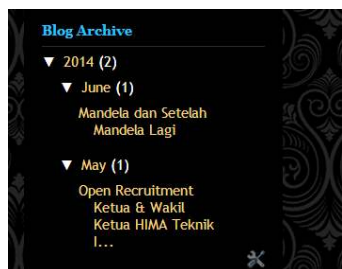 Blog Archive
▼ 2014 (2)
▼ June (1)
Mandela dan Setelah
Mandela Lagi
▼ May (1)
Open Recruitment
Ketua & Wakil
Ketua HIMA Teknik
I...